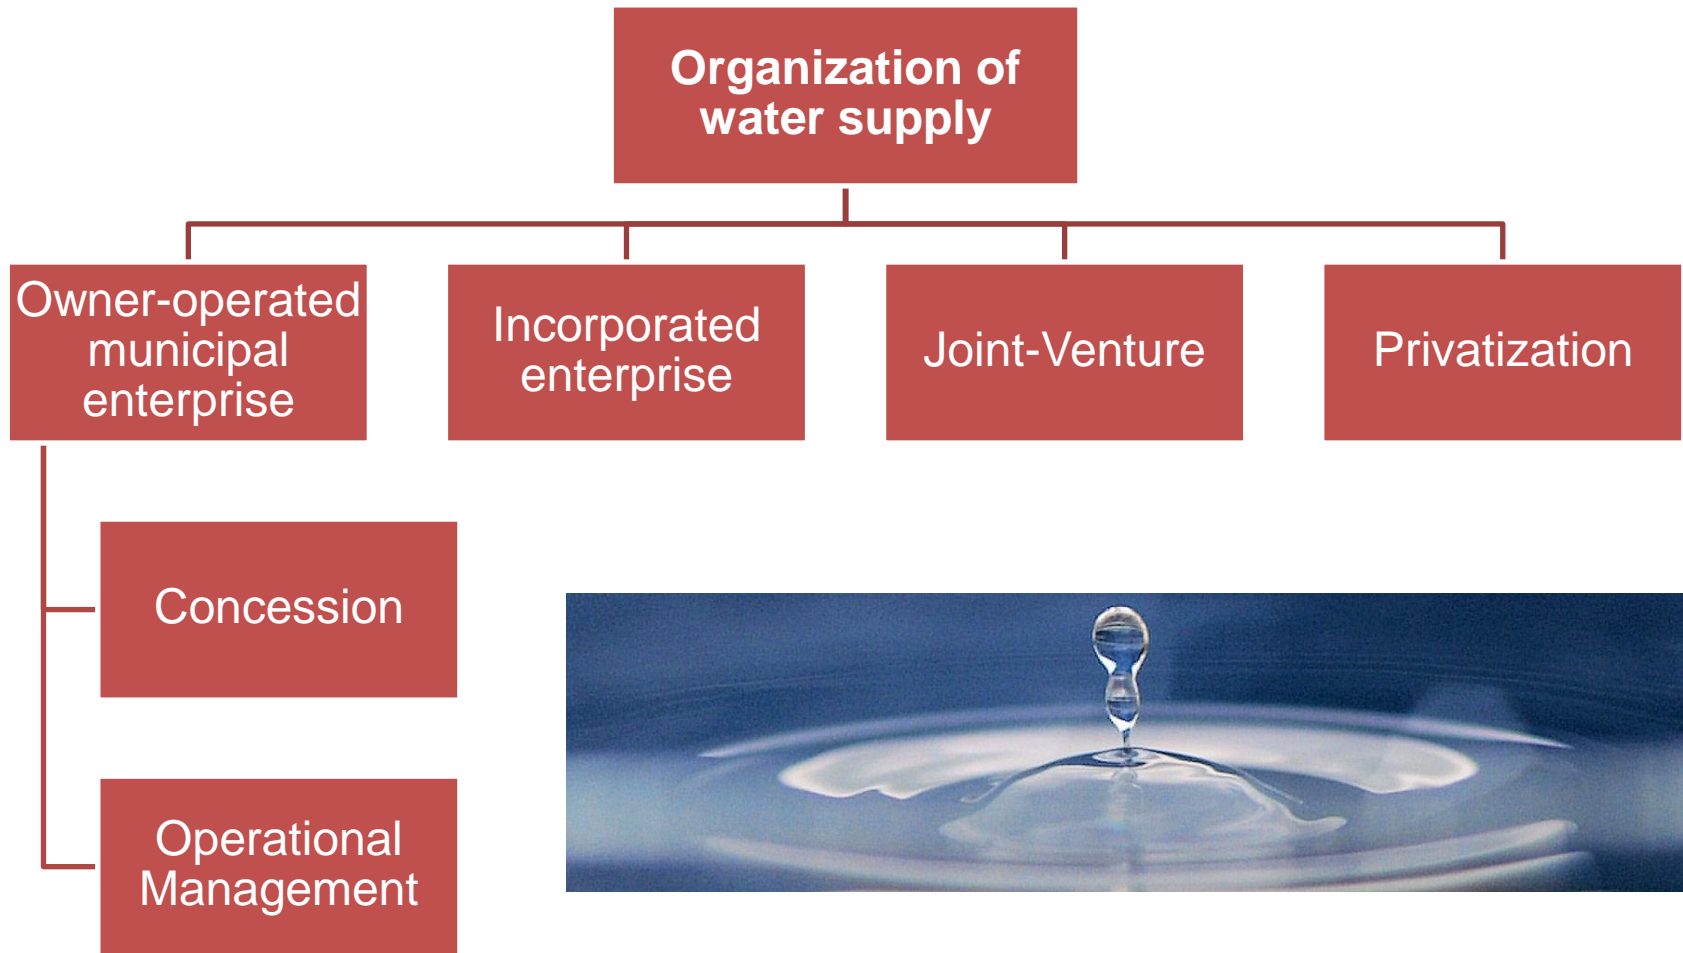 Organization of
water supply
Owner-operated
municipal
enterprise
Incorporated
enterprise
Joint-Venture
Privatization
Concession
Operational
Management